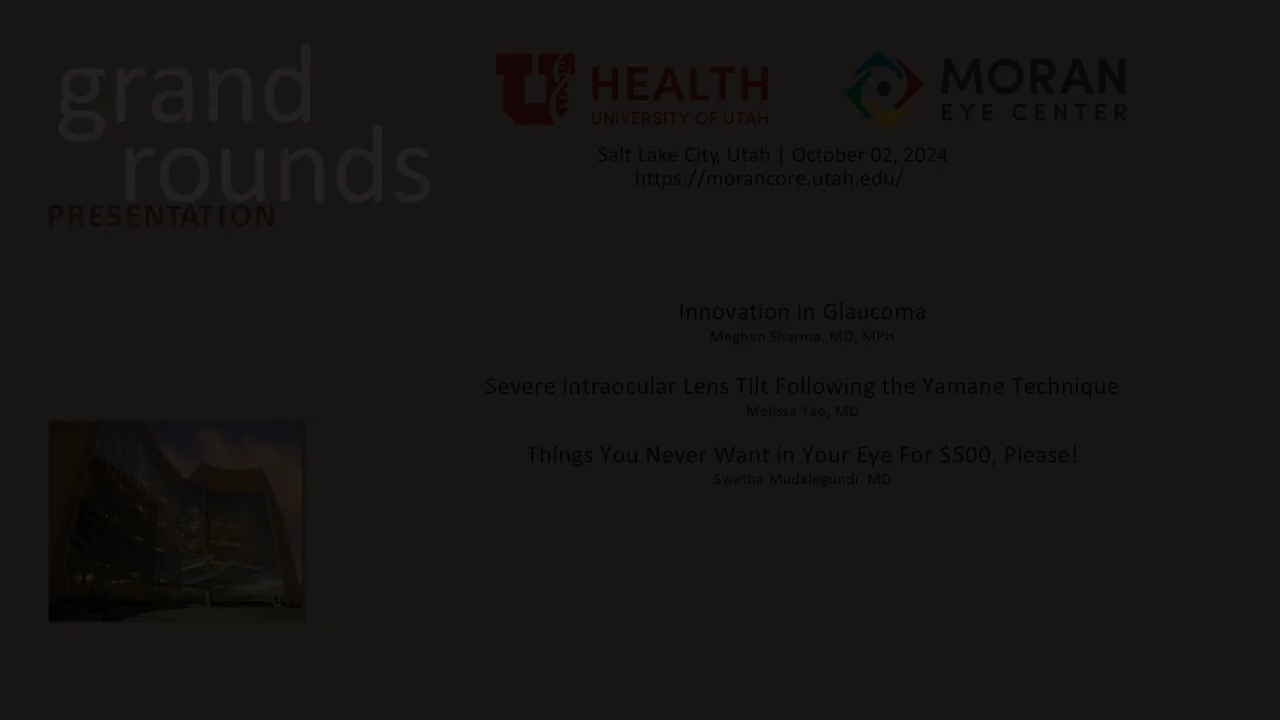 grand
rounds
PRESENTATION
U HEALTH
UNIVERSITY OF UTAH
MORAN
EYE CENTER
Salt Lake City, Utah | October 02, 2024
https://morancore.utah.edu/
Innovation in Glaucoma
Meghan Sharma, MD, MPH
Severe Intraocular Lens Tilt Following the Yamane Technique
Melissa Yao, MD
Things You Never Want in Your Eye For $500, Please!
Swetha Mudalegundi, MD